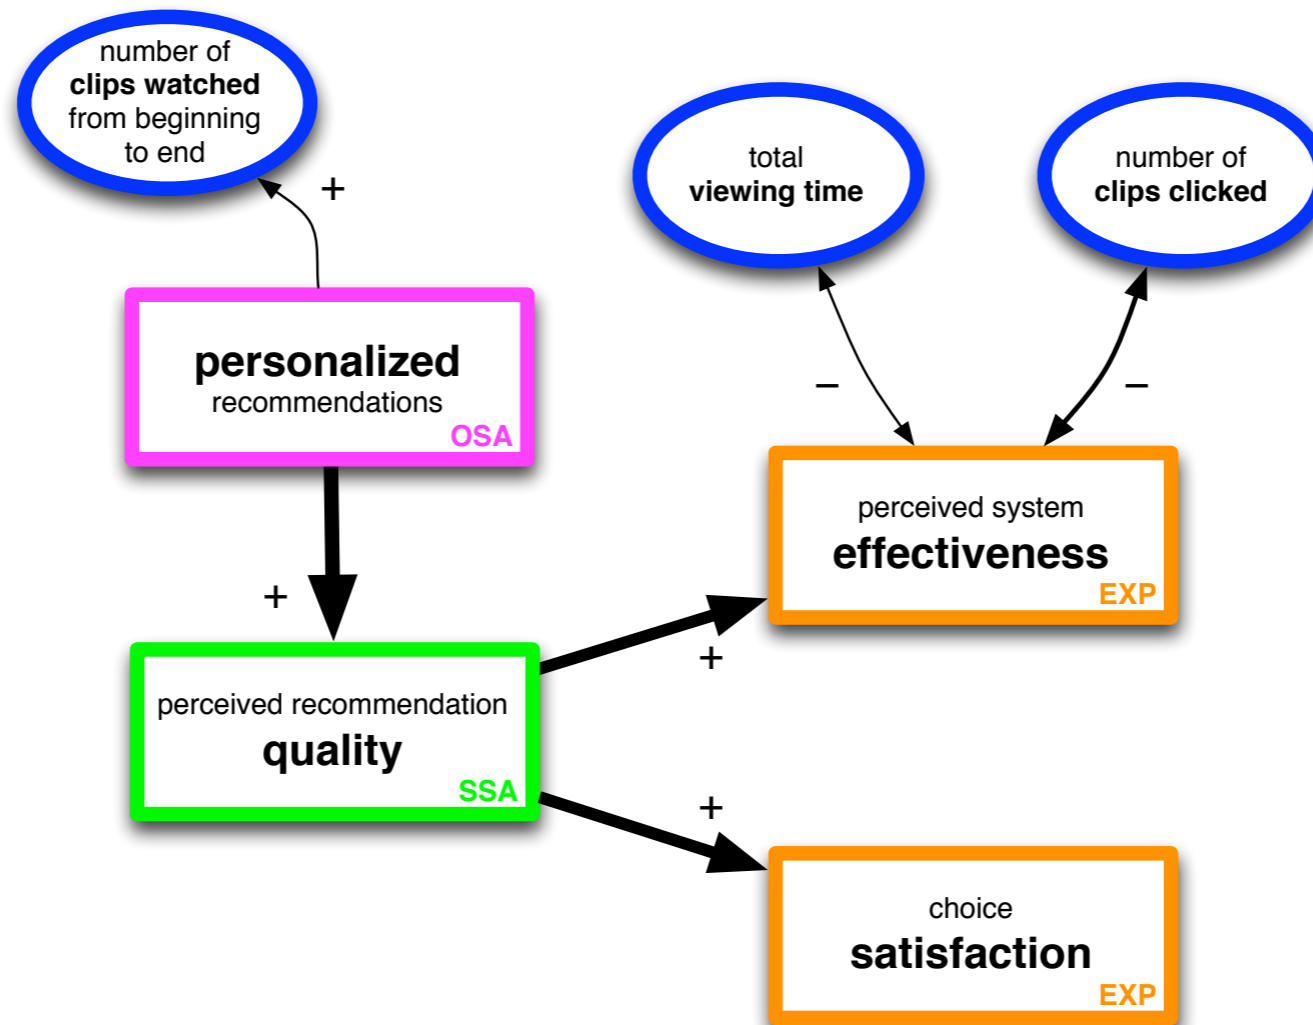 number of
clips watched
from beginning
to end
+
total
viewing time
number of
clips clicked
personalized
recommendations
OSA
–
–
perceived system
effectiveness
EXP
+
+
perceived recommendation
quality
SSA
+
choice
satisfaction
EXP